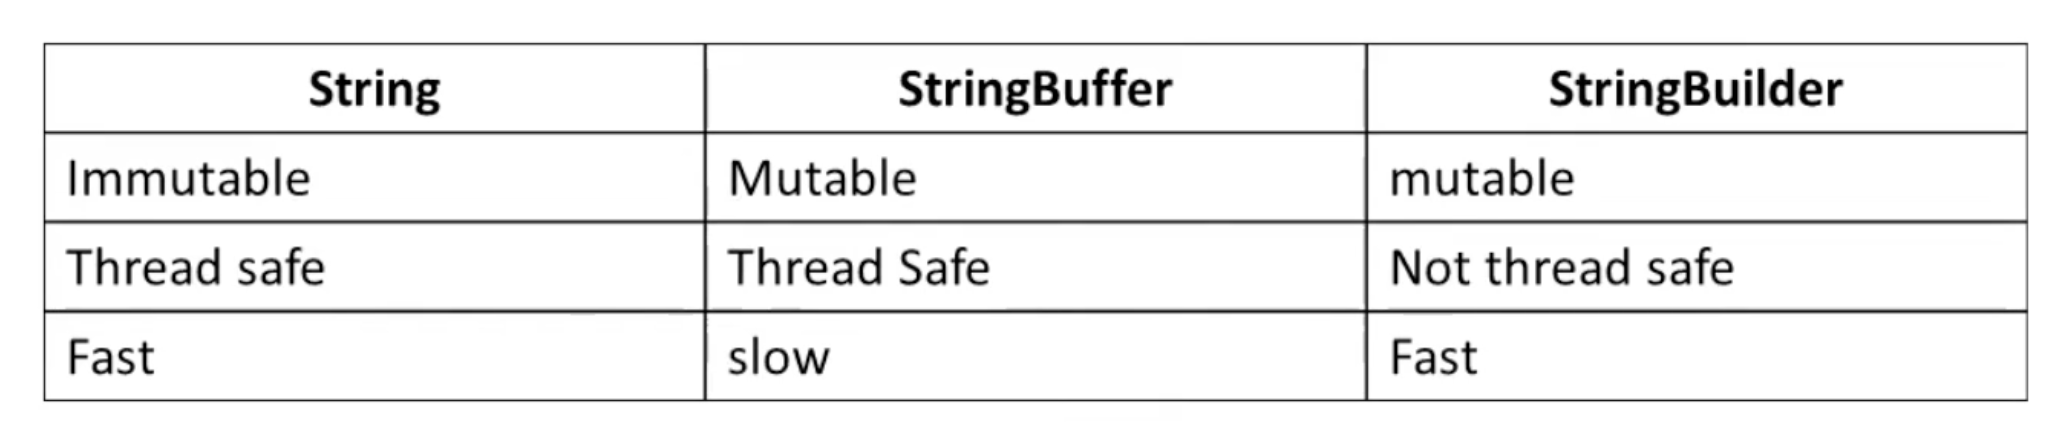 String StringBuffer StringBuilder
Immutable Mutable mutable
Thread safe Thread Safe Not thread safe
Fast slow Fast